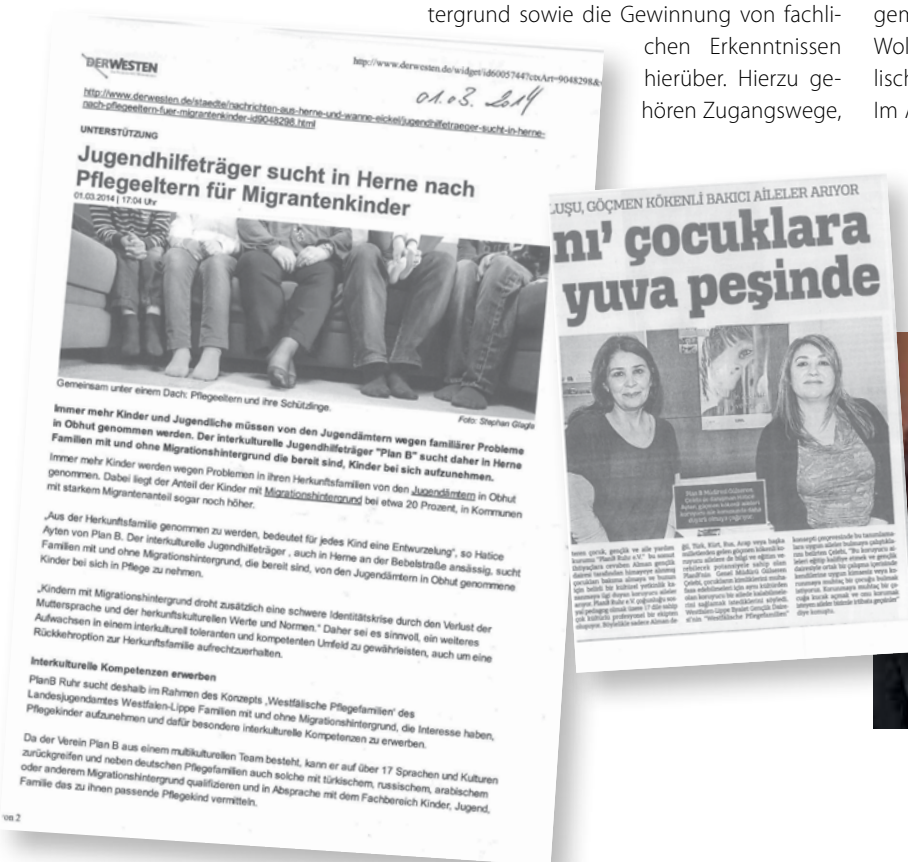 tergrund sowie die Gewinnung von fachli-
chen Erkenntnissen
hierüber. Hierzu ge-
hören Zugangswege,
gem
Wol
lisch
Im A
DERWESTEN
http://www.derwesten.de/widget/id6005744?ctxArt=9048298&
01.03. 2014
http://www.derwesten.de/staedte/nachrichten-aus-herne-und-wanne-eickel/jugendhilfetraeger-sucht-in-herne-
nach-pflegeeltern-fuer-migrantenkinder-id9048298.html
UNTERSTÜTZUNG
Jugendhilfeträger sucht in Herne nach
Pflegeeltern für Migrantenkinder
01.03.2014 | 17:04 Uhr
Gemeinsam unter einem Dach: Pflegeeltern und ihre Schützlinge.
Foto: Stephan Glagla
Immer mehr Kinder und Jugendliche müssen von den Jugendämtern wegen familiärer Probleme
in Obhut genommen werden. Der interkulturelle Jugendhilfeträger "Plan B" sucht daher in Herne
Familien mit und ohne Migrationshintergrund die bereit sind, Kinder bei sich aufzunehmen.
Immer mehr Kinder werden wegen Problemen in ihren Herkunftsfamilien von den Jugendämtern in Obhut
genommen. Dabei liegt der Anteil der Kinder mit Migrationshintergrund bei etwa 20 Prozent, in Kommunen
mit starkem Migrantenanteil sogar noch höher.
„Aus der Herkunftsfamilie genommen zu werden, bedeutet für jedes Kind eine Entwurzelung“, so Hatice
Ayten von Plan B. Der interkulturelle Jugendhilfeträger , auch in Herne an der Bebelstraße ansässig, sucht
Familien mit und ohne Migrationshintergrund, die bereit sind, von den Jugendämtern in Obhut genommene
Kinder bei sich in Pflege zu nehmen.
„Kindern mit Migrationshintergrund droht zusätzlich eine schwere Identitätskrise durch den Verlust der
Muttersprache und der herkunftskulturellen Werte und Normen.“ Daher sei es sinnvoll, ein weiteres
Aufwachsen in einem interkulturell toleranten und kompetenten Umfeld zu gewährleisten, auch um eine
Rückkehroption zur Herkunftsfamilie aufrechtzuerhalten.
Interkulturelle Kompetenzen erwerben
PlanB Ruhr sucht deshalb im Rahmen des Konzepts ‚Westfälische Pflegefamilien‘ des
Landesjugendamtes Westfalen-Lippe Familien mit und ohne Migrationshintergrund, die Interesse haben,
Pflegekinder aufzunehmen und dafür besondere interkulturelle Kompetenzen zu erwerben.
Da der Verein Plan B aus einem multikulturellen Team besteht, kann er auf über 17 Sprachen und Kulturen
zurückgreifen und neben deutschen Pflegefamilien auch solche mit türkischem, russischem, arabischem
oder anderem Migrationshintergrund qualifizieren und in Absprache mit dem Fachbereich Kinder, Jugend,
Familie das zu ihnen passende Pflegekind vermitteln.
von 2
LUŞU, GÖÇMEN KÖKENLİ BAKICI AİLELER ARIYOR
nı’ çocuklara
yuva peşinde